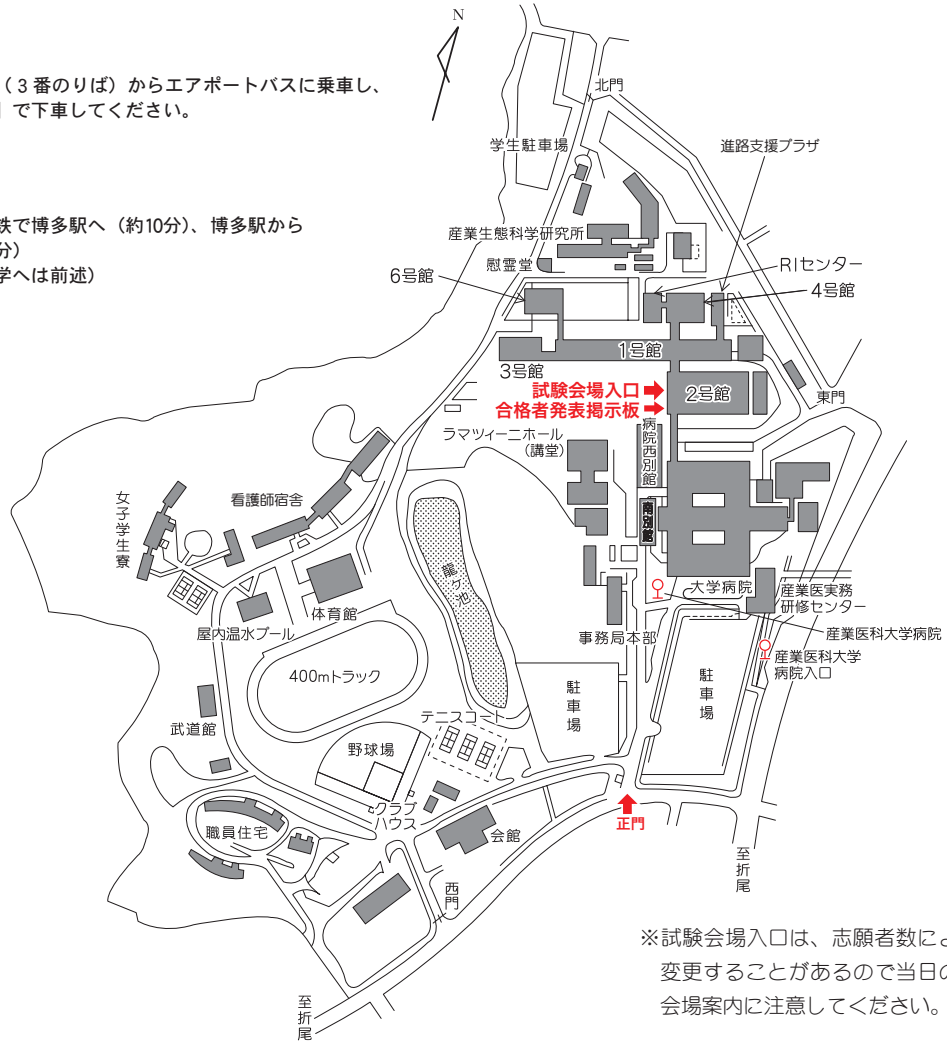 N
(3番のりば)からエアポートバスに乗車し、
」で下車してください。
鉄で博多駅へ(約10分)、博多駅から
分)
学へは前述)
北門
学生駐車場
進路支援プラザ
産業生態科学研究所
慰霊堂
RIセンター
6号館
4号館
1号館
3号館
試験会場入口
2号館
東門
合格者発表掲示板
ラマツィーニホール
(講堂)
病院西別館
看護師宿舎
女子学生寮
南別館
龍ヶ池
大学病院
産業医実務
研修センター
体育館
屋内温水プール
事務局本部
産業医科大学病院
産業医科大学
病院入口
400mトラック
駐車場
駐車場
武道館
テニスコート
野球場
クラブ
ハウス
正門
職員住宅
会館
至折尾
西門
※試験会場入口は、志願者数によ
変更することがあるので当日の
会場案内に注意してください。
至折尾